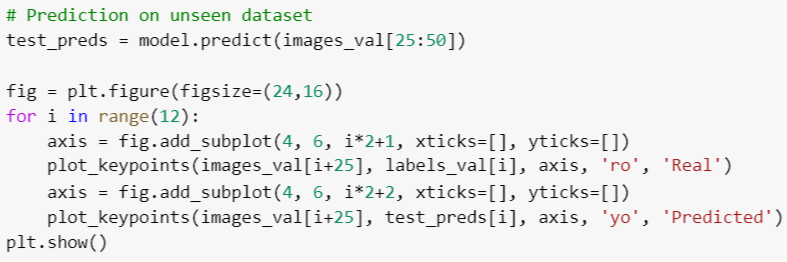 # Prediction on unseen dataset
test_preds = model.predict(images_val[25:50])

fig = plt.figure(figsize=(24,16))
for i in range(12):
    axis = fig.add_subplot(4, 6, i*2+1, xticks=[], yticks=[])
    plot_keypoints(images_val[i+25], labels_val[i], axis, 'ro', 'Real')
    axis = fig.add_subplot(4, 6, i*2+2, xticks=[], yticks=[])
    plot_keypoints(images_val[i+25], test_preds[i], axis, 'yo', 'Predicted')
plt.show()